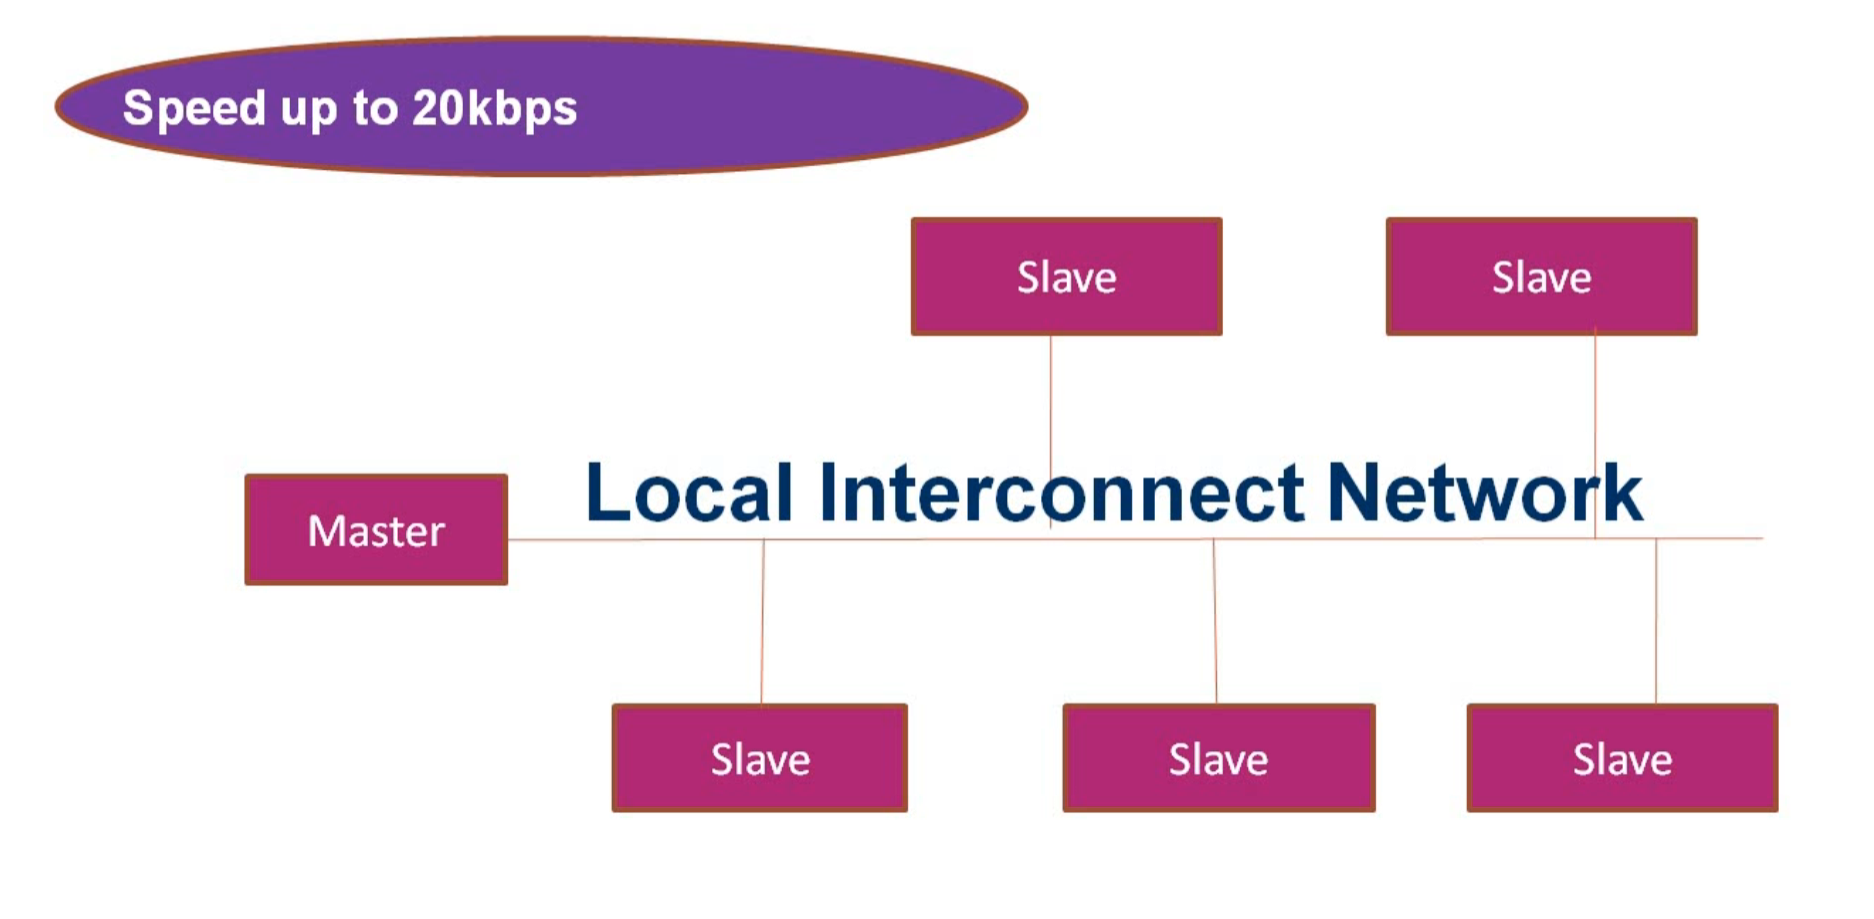 Speed up to 20kbps
Slave
Slave
Local Interconnect Network
Master
Slave
Slave
Slave